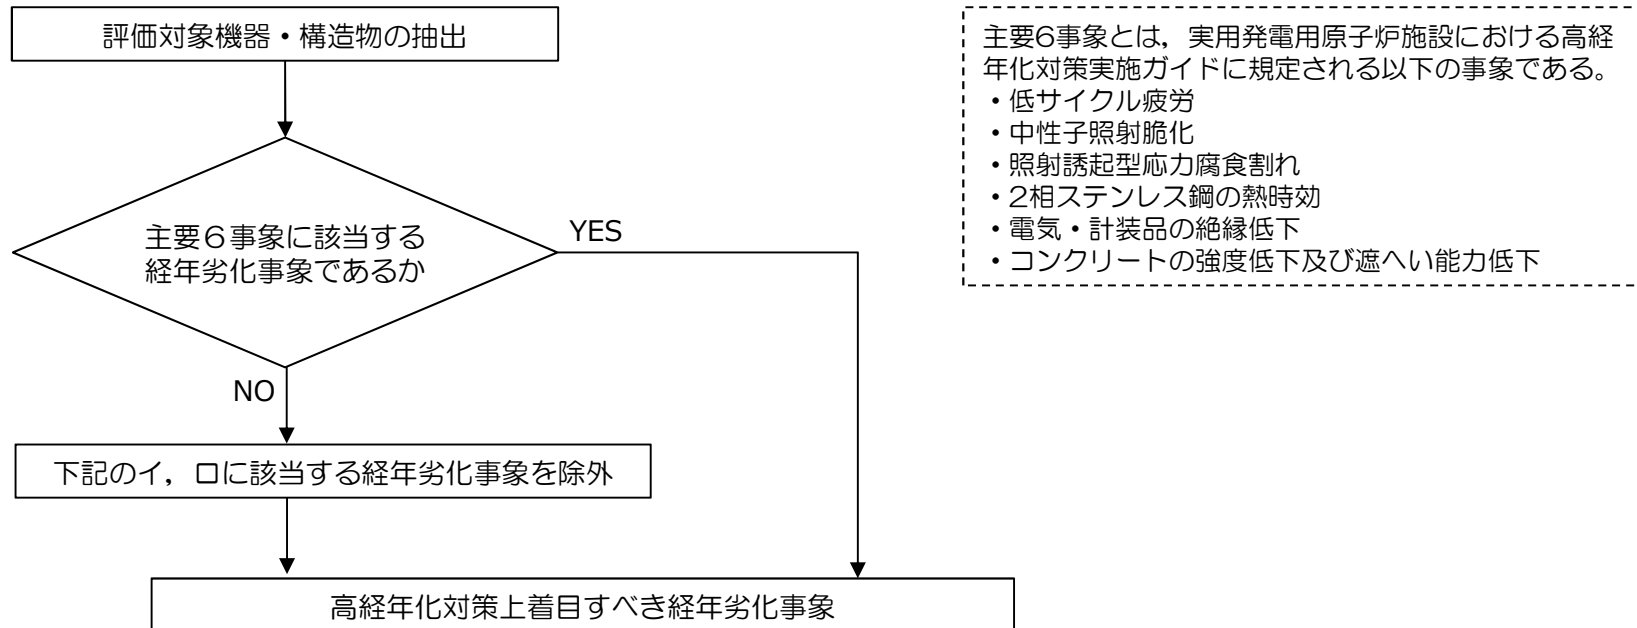 評価対象機器・構造物の抽出
主要６事象に該当する
経年劣化事象であるか
YES
NO
下記のイ，ロに該当する経年劣化事象を除外
高経年化対策上着目すべき経年劣化事象
主要6事象とは，実用発電用原子炉施設における高経
年化対策実施ガイドに規定される以下の事象である。
・低サイクル疲労
・中性子照射脆化
・照射誘起型応力腐食割れ
・2相ステンレス鋼の熱時効
・電気・計装品の絶縁低下
・コンクリートの強度低下及び遮へい能力低下